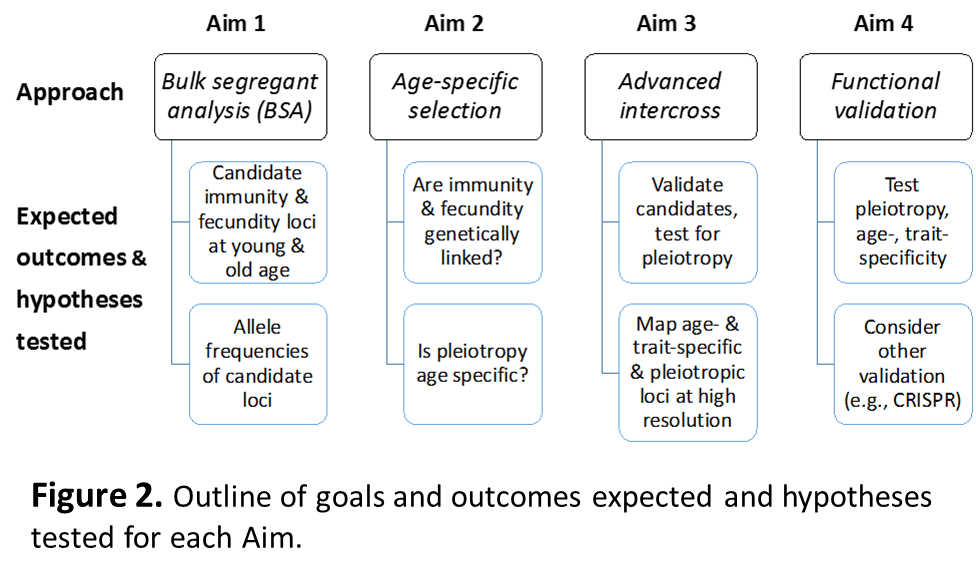 Aim 1
Aim 2
Aim 3
Aim 4
Approach
Bulk segregant
analysis (BSA)
Age-specific
selection
Advanced
intercross
Functional
validation
Expected
outcomes &
hypotheses
tested
Candidate
immunity &
fecundity loci
at young &
old age
Are immunity
& fecundity
genetically
linked?
Validate
candidates,
test for
pleiotropy
Test
pleiotropy,
age-, trait-
specificity
Allele
frequencies
of candidate
loci
Is pleiotropy
age specific?
Map age- &
trait-specific
& pleiotropic
loci at high
resolution
Consider
other
validation
(e.g., CRISPR)
Figure 2. Outline of goals and outcomes expected and hypotheses
tested for each Aim.